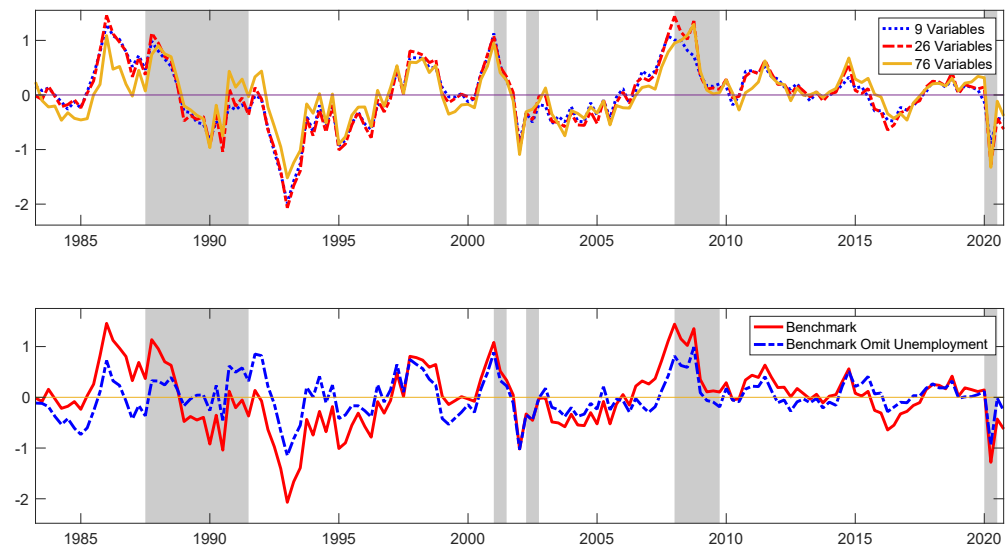 1
0
-1
-2
9 Variables
26 Variables
76 Variables
1985 1990 1995 2000 2005 2010 2015 2020
1
0
-1
-2
Benchmark
Benchmark Omit Unemployment
1985 1990 1995 2000 2005 2010 2015 2020